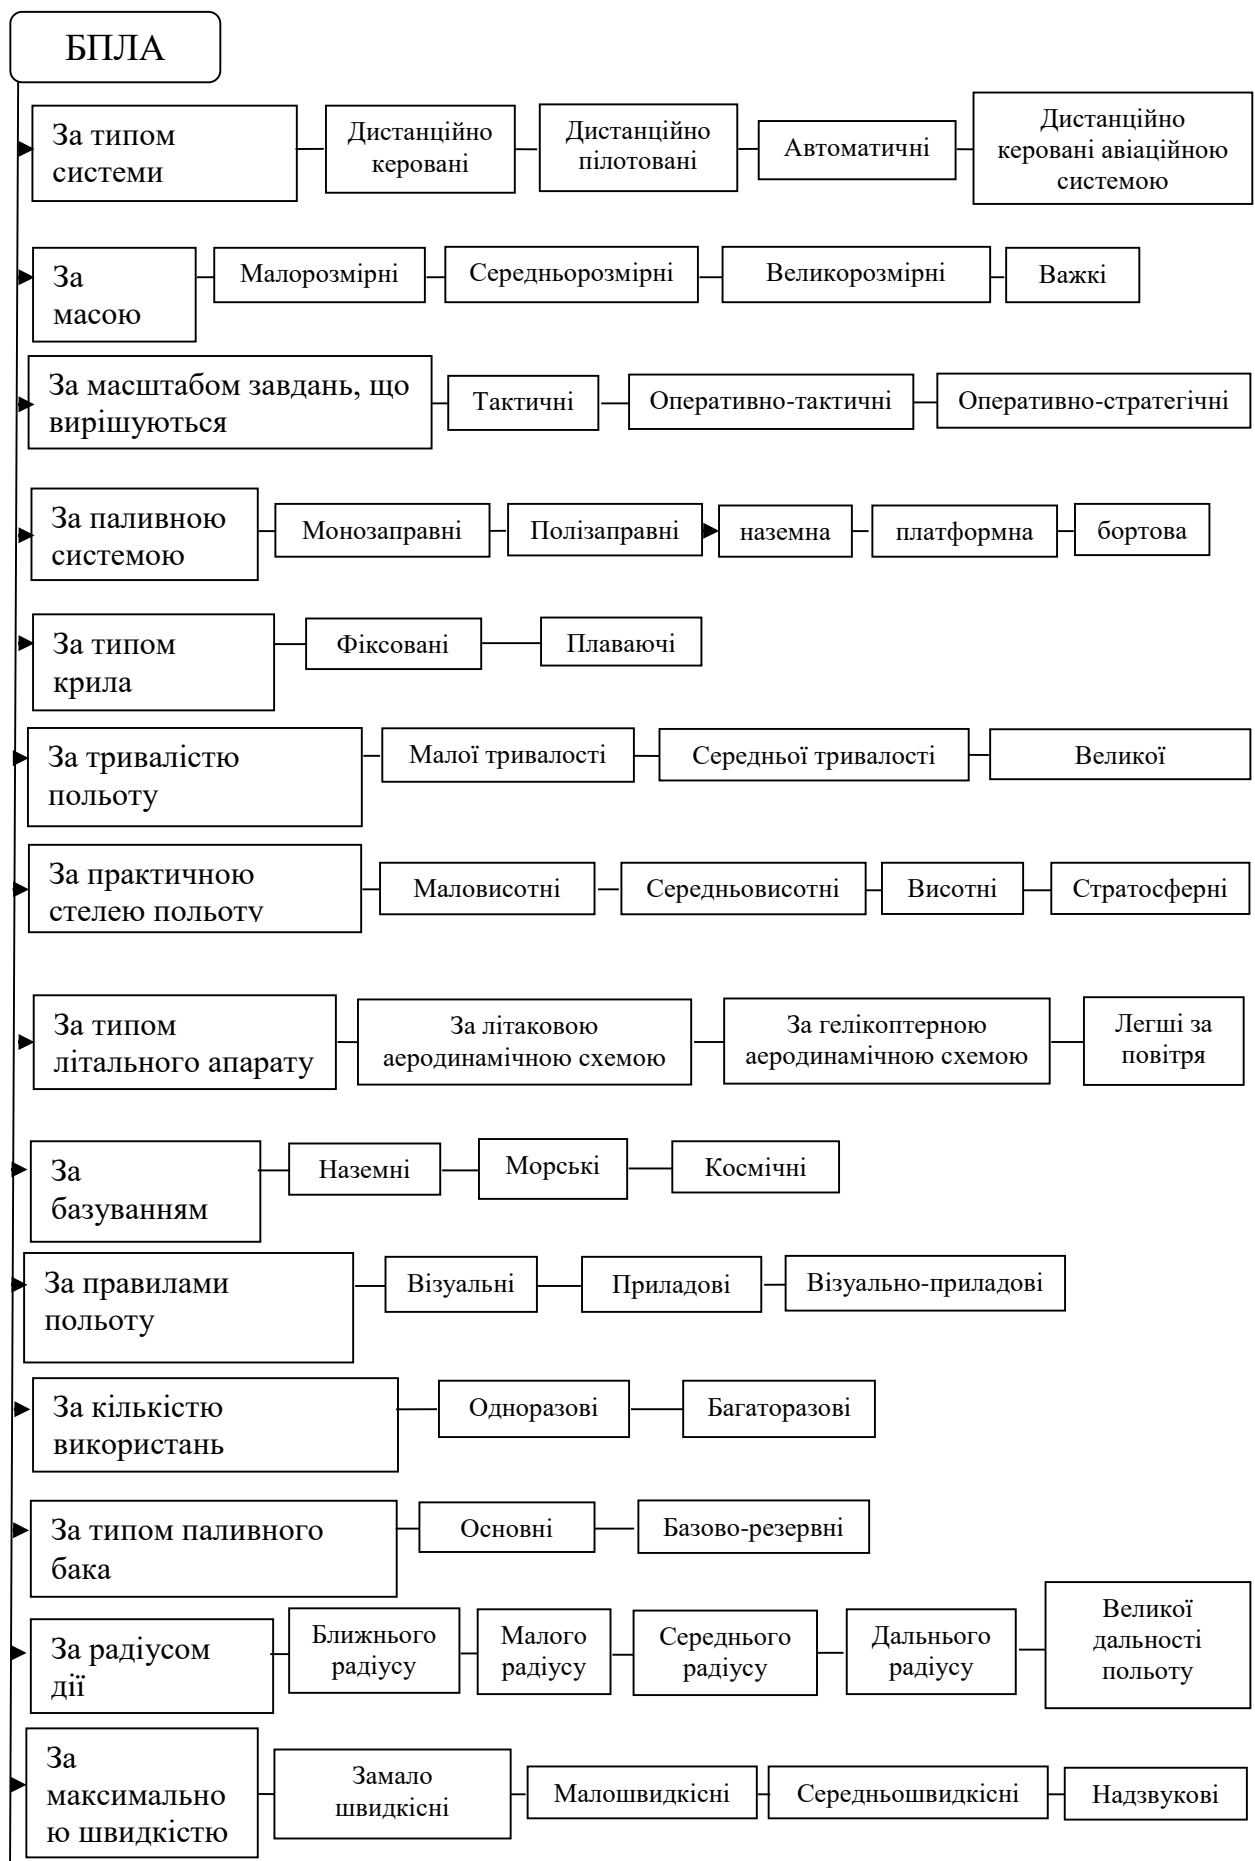 БПЛА
За типом
системи
Дистанційно
керовані
Дистанційно
пілотовані
Автоматичні
Дистанційно
керовані авіаційною
системою
За
масою
Малорозмірні
Середньорозмірні
Великорозмірні
Важкі
За масштабом завдань, що
вирішуються
Тактичні
Оперативно-тактичні
Оперативно-стратегічні
За паливною
системою
Монозаправні
Полізаправні
наземна
платформна
бортова
За типом
крила
Фіксовані
Плаваючі
За тривалістю
польоту
Малої тривалості
Середньої тривалості
Великої
За практичною
стелею польоту
Маловисотні
Середньовисотні
Висотні
Стратосферні
За типом
літального апарату
За літаковою
аеродинамічною схемою
За гелікоптерною
аеродинамічною схемою
Легші за
повітря
За
базуванням
Наземні
Морські
Космічні
За правилами
польоту
Візуальні
Приладові
Візуально-приладові
За кількістю
використань
Одноразові
Багаторазові
За типом паливного
бака
Основні
Базово-резервні
За радіусом
дії
Ближнього
радіусу
Малого
радіусу
Середнього
радіусу
Дальнього
радіусу
Великої
дальності
польоту
За
максимально
ю швидкістю
Замало
швидкісні
Малошвидкісні
Середньошвидкісні
Надзвукові